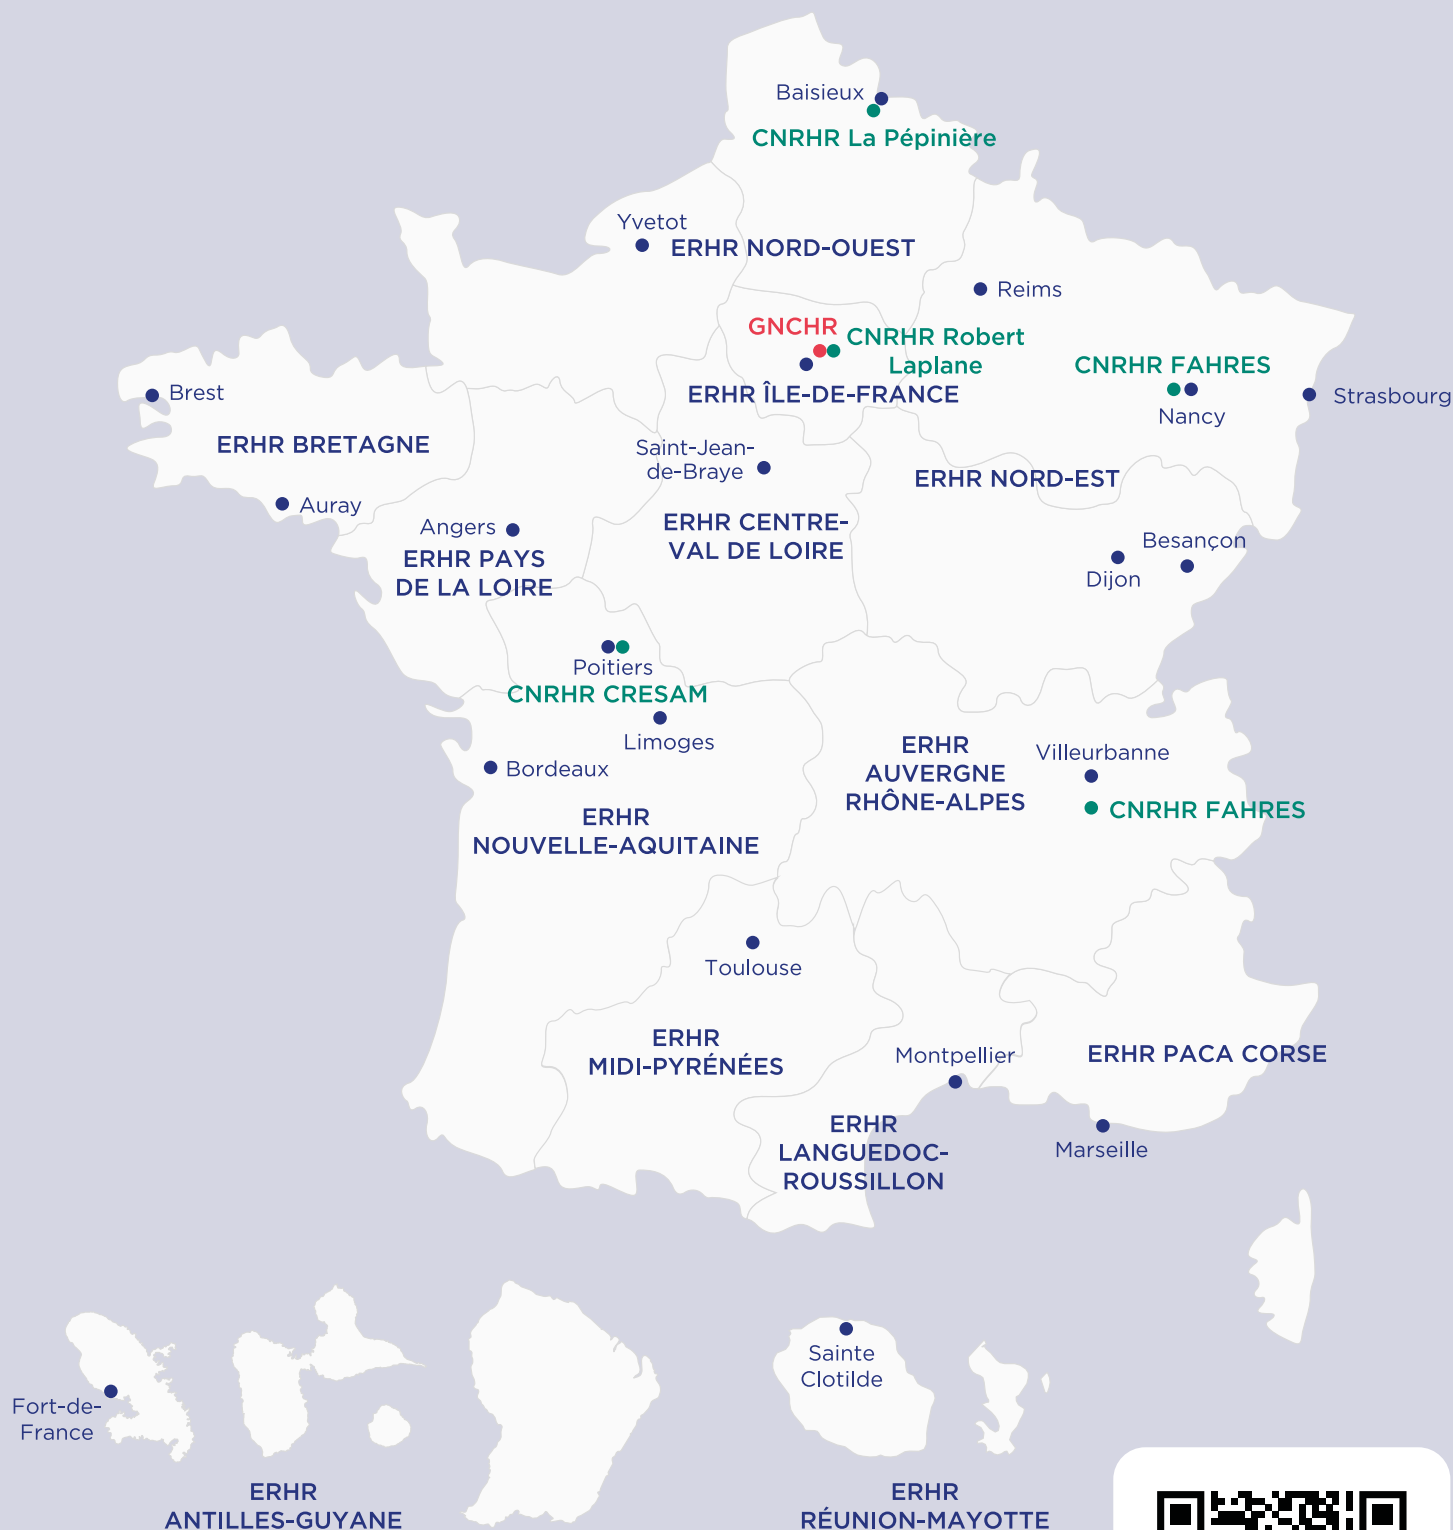 Baisieux
CNRHR La Pépinière
Yvetot
ERHR NORD-OUEST
Reims
GNCHR
CNRHR Robert
Laplane
ERHR ÎLE-DE-FRANCE
CNRHR FAHRES
Nancy
Strasbourg
Brest
ERHR BRETAGNE
Auray
Saint-Jean-
de-Braye
ERHR NORD-EST
Angers
ERHR PAYS
DE LA LOIRE
ERHR CENTRE-
VAL DE LOIRE
Besançon
Dijon
Poitiers
CNRHR CRESAM
Limoges
Bordeaux
ERHR
NOUVELLE-AQUITAINE
ERHR
AUVERGNE
RHÔNE-ALPES
Villeurbanne
CNRHR FAHRES
Toulouse
ERHR
MIDI-PYRÉNÉES
Montpellier
ERHR PACA CORSE
ERHR
LANGUEDOC-
ROUSSILLON
Marseille
Fort-de-
France
ERHR
ANTILLES-GUYANE
Sainte
Clotilde
ERHR
RÉUNION-MAYOTTE